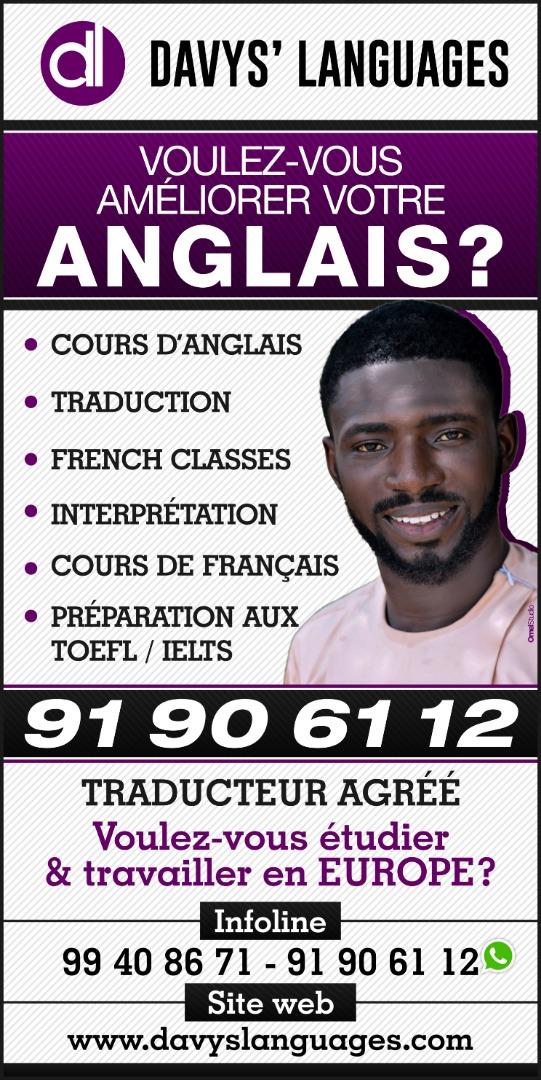 dl DAVYS' LANGUAGES
VOULEZ-VOUS
AMÉLIORER VOTRE
ANGLAIS?
• COURS D'ANGLAIS
• TRADUCTION
• FRENCH CLASSES
• INTERPRÉTATION
• COURS DE FRANÇAIS
• PRÉPARATION AUX
TOEFL / IELTS
OmelStudio
91 90 61 12
TRADUCTEUR AGRÉÉ
Voulez-vous étudier
& travailler en EUROPE?
Infoline
99 40 86 71 - 91 90 61 12
Site web
www.davyslanguages.com